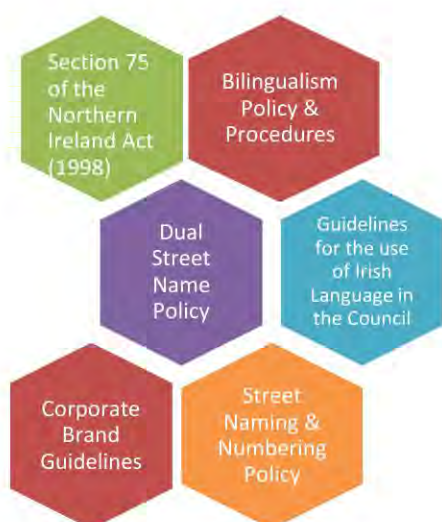 Section 75
of the
Northern
Ireland Act
(1998)
Bilingualism
Policy &
Procedures
Dual
Street
Name
Policy
Guidelines
for the use
of Irish
Language in
the Council
Corporate
Brand
Guidelines
Street
Naming &
Numbering
Policy